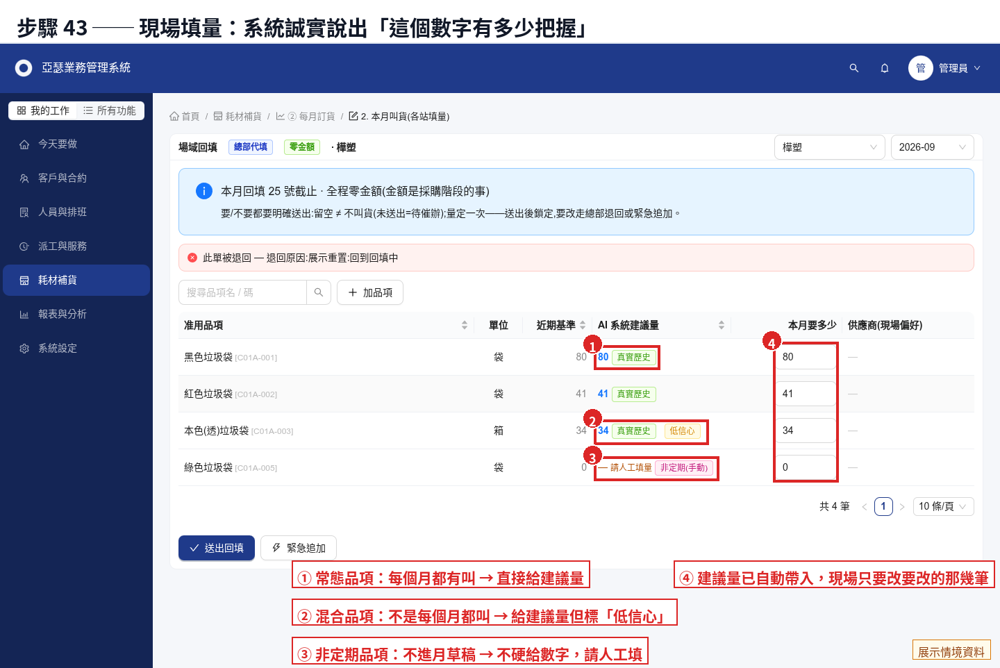 步驟 43 —— 現場填量：系統誠實說出「這個數字有多少把握」
亞瑟業務管理系統
管 管理員
我的工作 所有功能
今天要做
客戶與合約
人員與排班
派工與服務
耗材補貨
報表與分析
系統設定
首頁 / 耗材補貨 / ② 每月訂貨 / 2. 本月叫貨(各站填量)
場域回填 總部代填 零金額 · 樺塑 樺塑 2026-09
本月回填 25 號截止 · 全程零金額(金額是採購階段的事)
要/不要都要明確送出:留空 ≠ 不叫貨(未送出=待催辦);量定一次——送出後鎖定,要改走總部退回或緊急追加。
此單被退回 — 退回原因:展示重置:回到回填中
搜尋品項名 / 碼 加品項
准用品項 單位 近期基準 AI 系統建議量 本月要多少 供應商(現場偏好)
1 4
黑色垃圾袋 [C01A-001] 袋 80 80 真實歷史 80 —
紅色垃圾袋 [C01A-002] 袋 41 41 真實歷史 41 —
2
本色(透)垃圾袋 [C01A-003] 箱 34 34 真實歷史 低信心 34 —
3
綠色垃圾袋 [C01A-005] 袋 0 — 請人工填量 非定期(手動) 0 —
共 4 筆 < 1 > 10 條/頁
送出回填 緊急追加
① 常態品項：每個月都有叫 → 直接給建議量
④ 建議量已自動帶入，現場只要改要改的那幾筆
② 混合品項：不是每個月都叫 → 給建議量但標「低信心」
③ 非定期品項：不進月草稿 → 不硬給數字，請人工填
展示情境資料